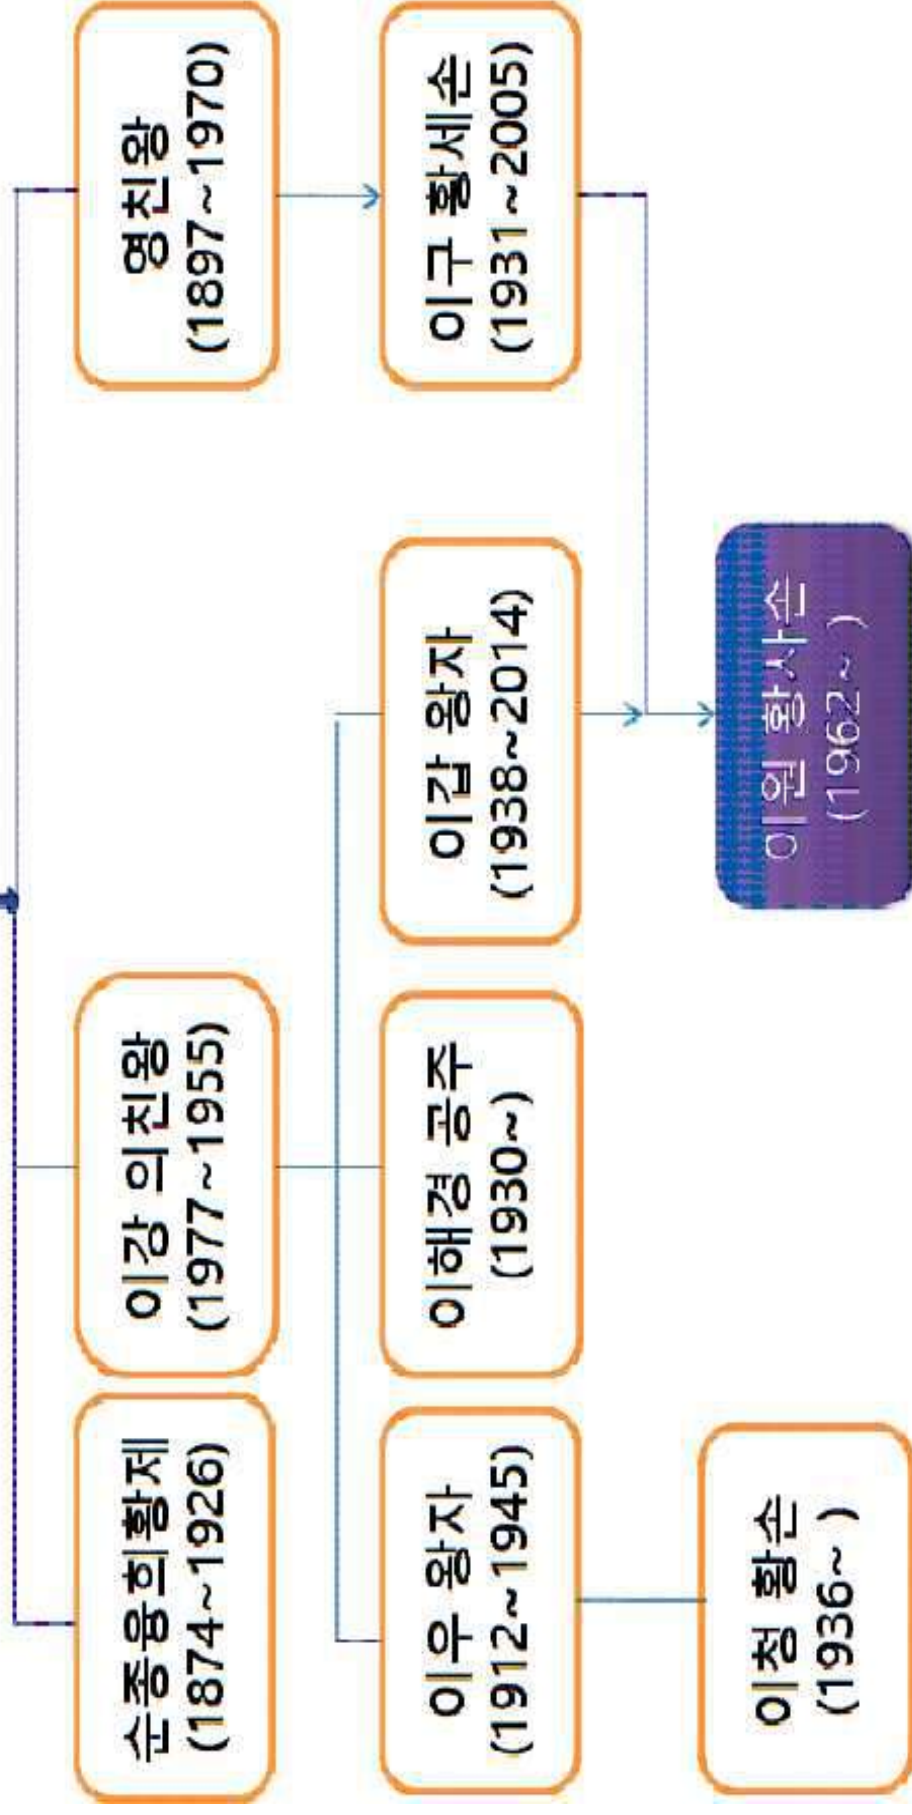 순종융희황제
(1874~1926)
이강 의친왕
(1977~1955)
영친왕
(1897~1970)
이우 왕자
(1912~1945)
이해경 공주
(1930~)
이갑 왕자
(1938~2014)
이구 황세손
(1931~2005)
이청 황손
(1936~ )
이원 황사손
(1962~ )